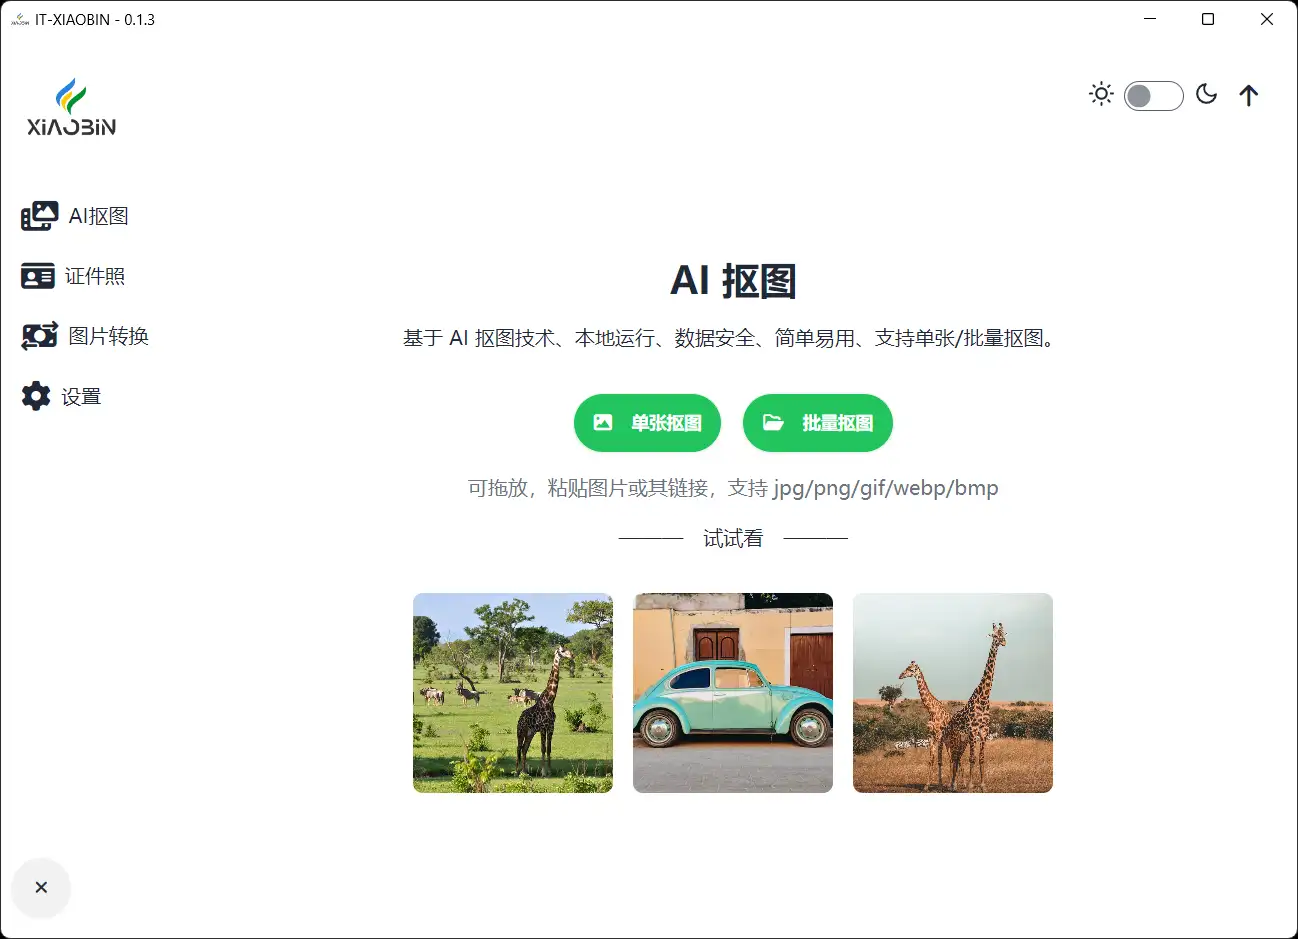 IT-XIAOBIN - 0.1.3
XIAOBIN
AI抠图
证件照
图片转换
设置
AI 抠图
基于 AI 抠图技术、本地运行、数据安全、简单易用、支持单张/批量抠图。
单张抠图
批量抠图
可拖放，粘贴图片或其链接，支持 jpg/png/gif/webp/bmp
试试看